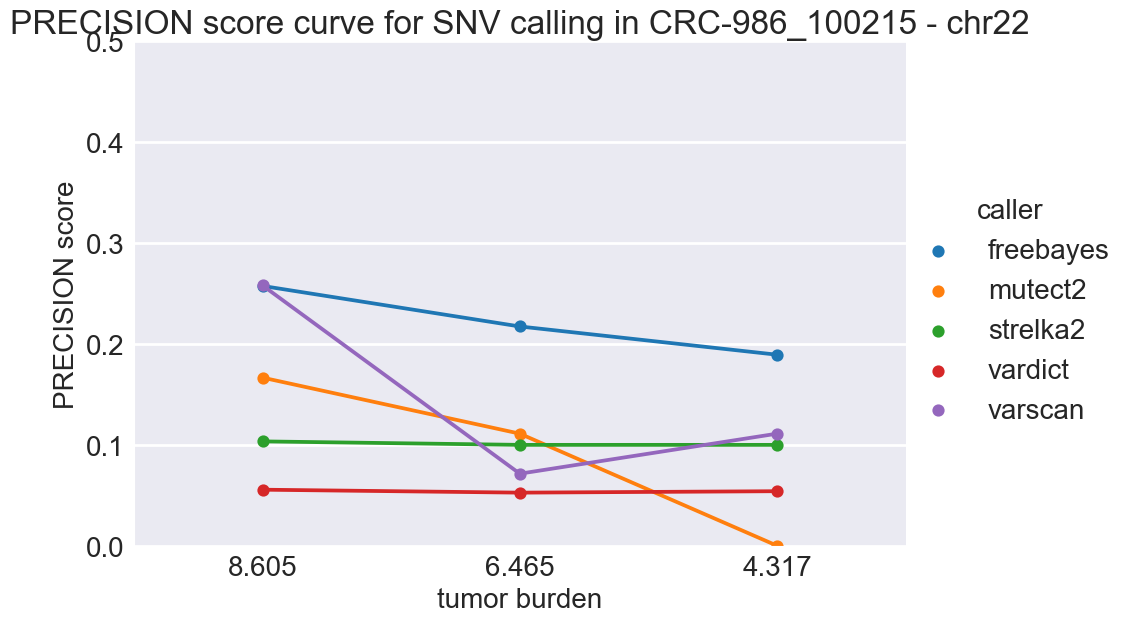 PRECISION score curve for SNV calling in CRC-986_100215 - chr22
0.5
0.4
0.3
0.2
0.1
0.0
PRECISION score
8.605 6.465 4.317
tumor burden
caller
freebayes
mutect2
strelka2
vardict
varscan